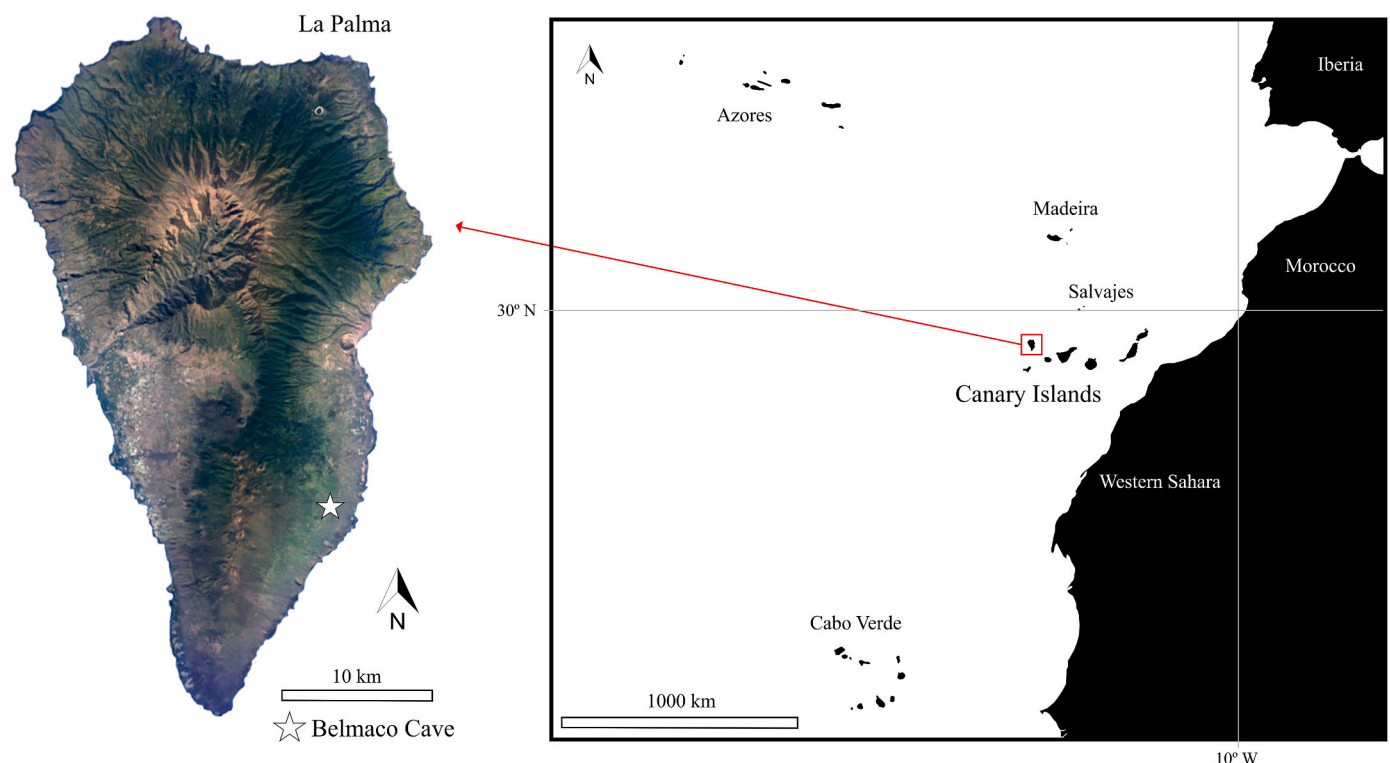 La Palma
N
10 km
Belmaco Cave
N
Iberia
Azores
Madeira
Morocco
Salvajes
30º N
Canary Islands
Western Sahara
Cabo Verde
1000 km
10º W